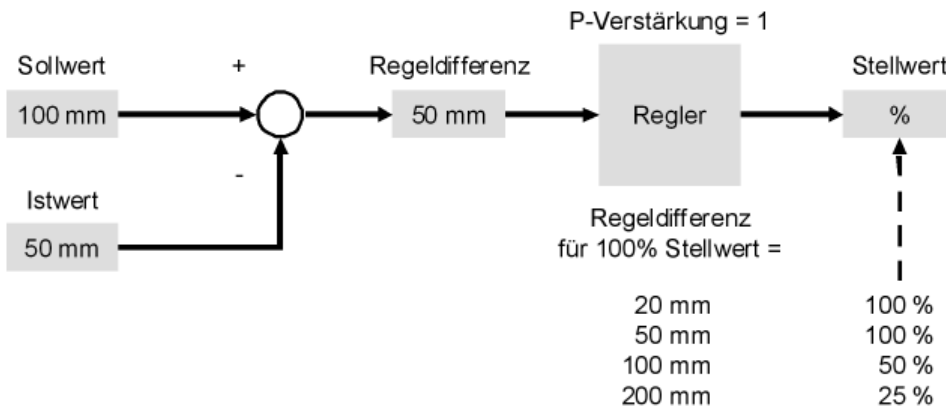 P-Verstärkung = 1
Sollwert
+
Regeldifferenz
Stellwert
100 mm
50 mm
Regler
%
-
Istwert
50 mm
Regeldifferenz
für 100% Stellwert =
20 mm 100 %
50 mm 100 %
100 mm 50 %
200 mm 25 %